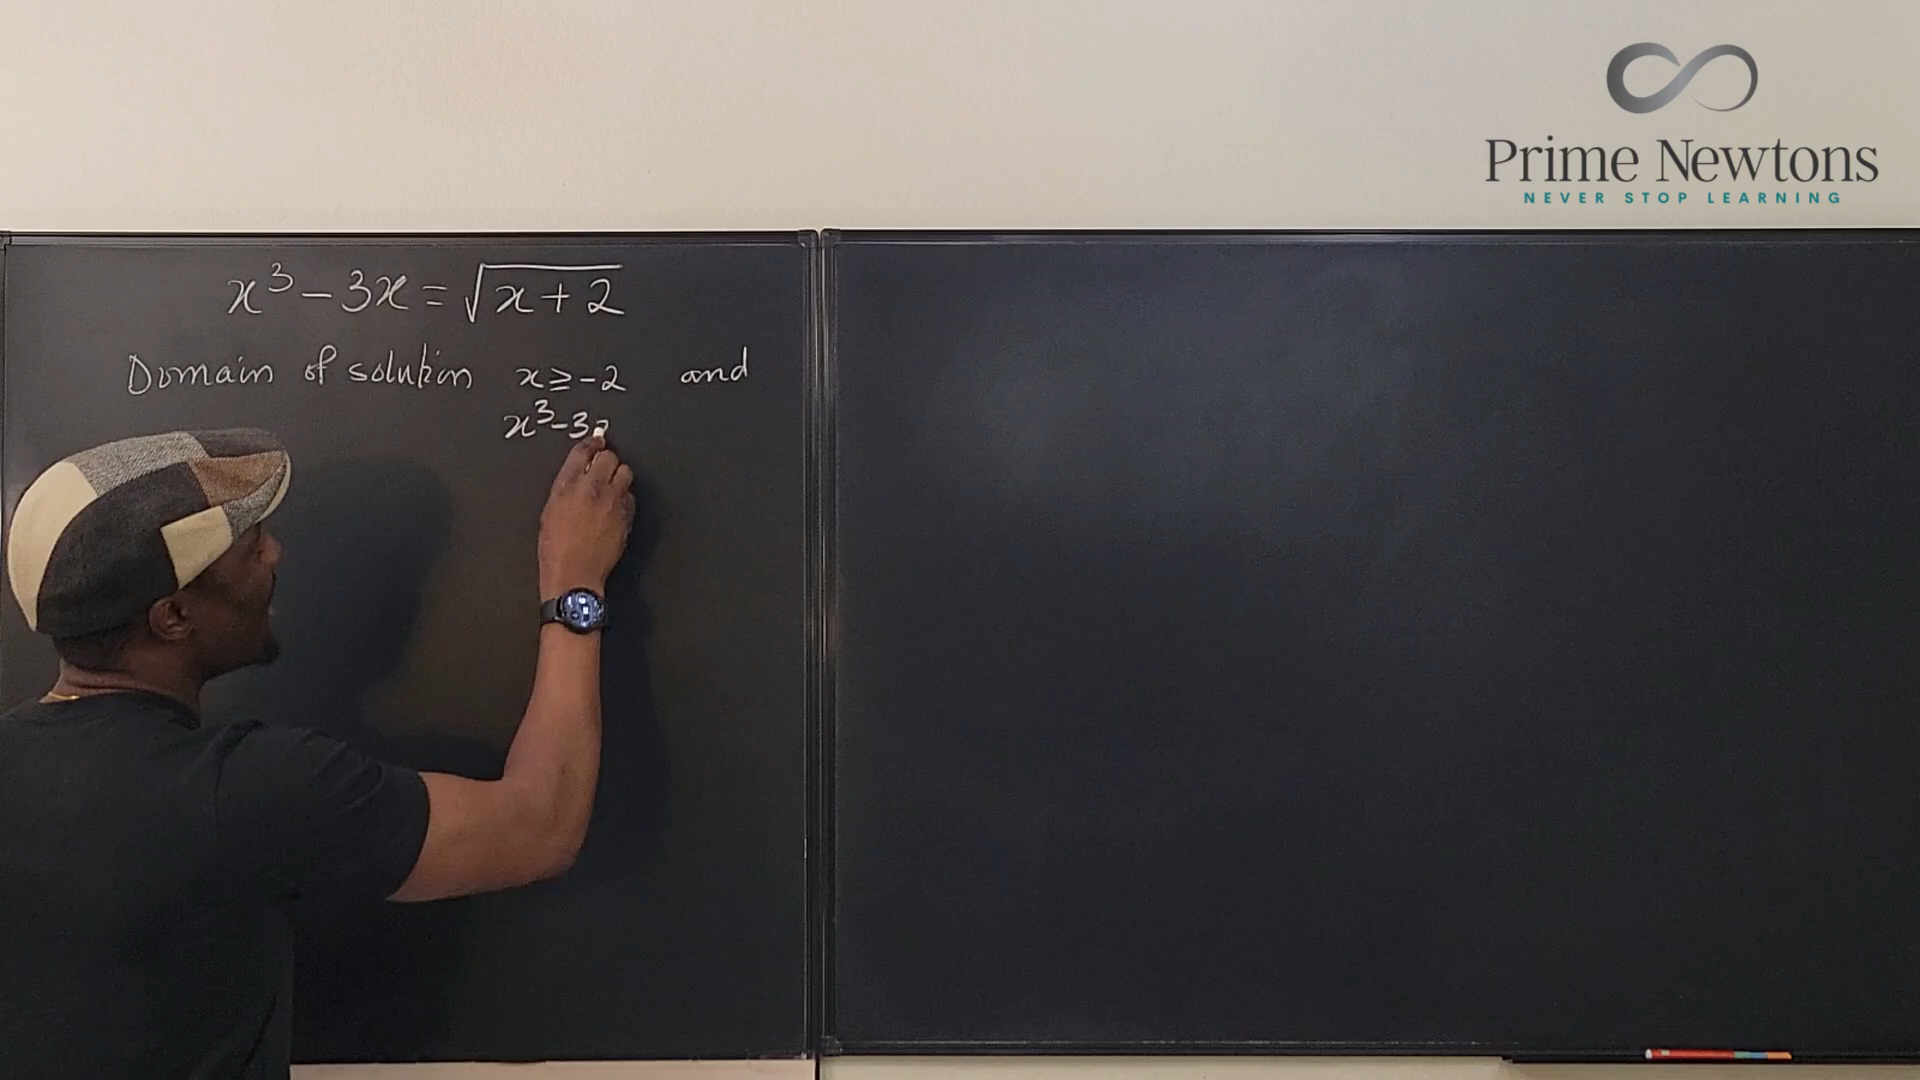 Prime Newtons
NEVER STOP LEARNING
x³ - 3x = √(x + 2)
Domain of solution x ≥ -2 and
x³ - 3